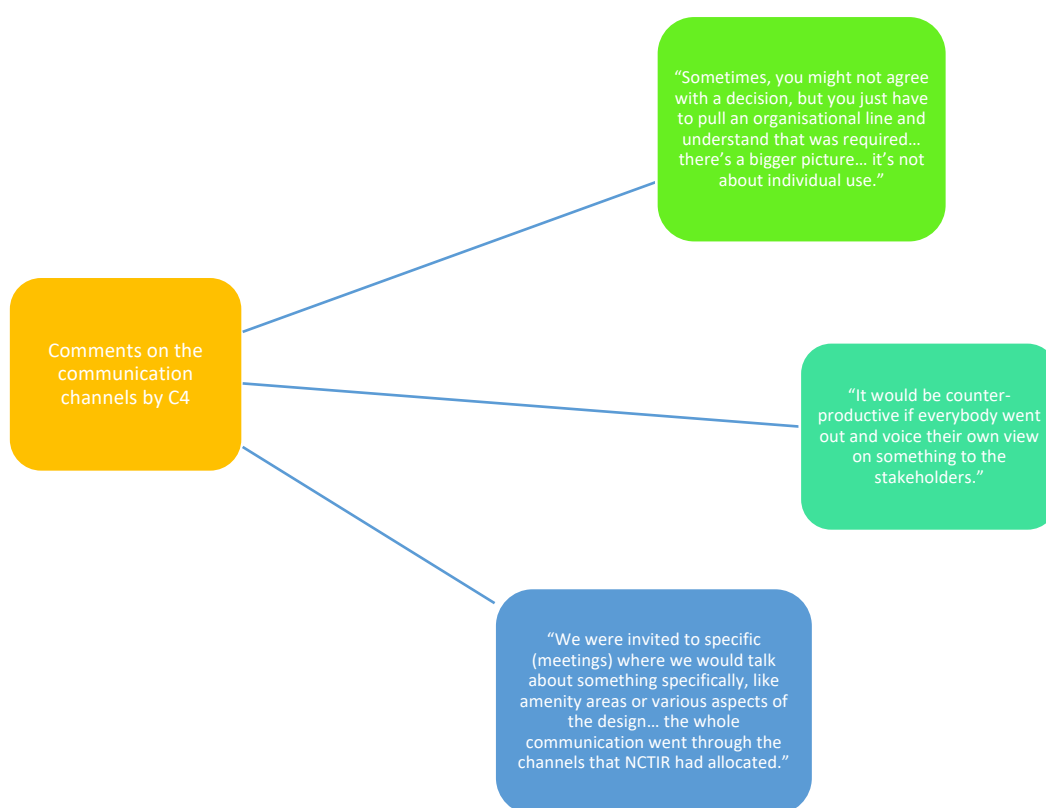 “Sometimes, you might not agree
with a decision, but you just have
to pull an organisational line and
understand that was required…
there’s a bigger picture… it’s not
about individual use.”
Comments on the
communication
channels by C4
“It would be counter-
productive if everybody went
out and voice their own view
on something to the
stakeholders.”
“We were invited to specific
(meetings) where we would talk
about something specifically, like
amenity areas or various aspects of
the design… the whole
communication went through the
channels that NCTIR had allocated.”